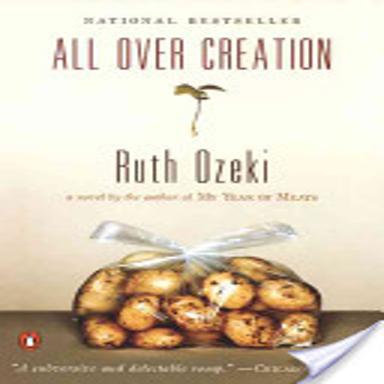 NATIONAL BESTSELLER
ALL OVER CREATION
Ruth Ozeki
a novel by the author of MY YEAR OF MEATS
"A subversive and delectable romp." —CHICAGO